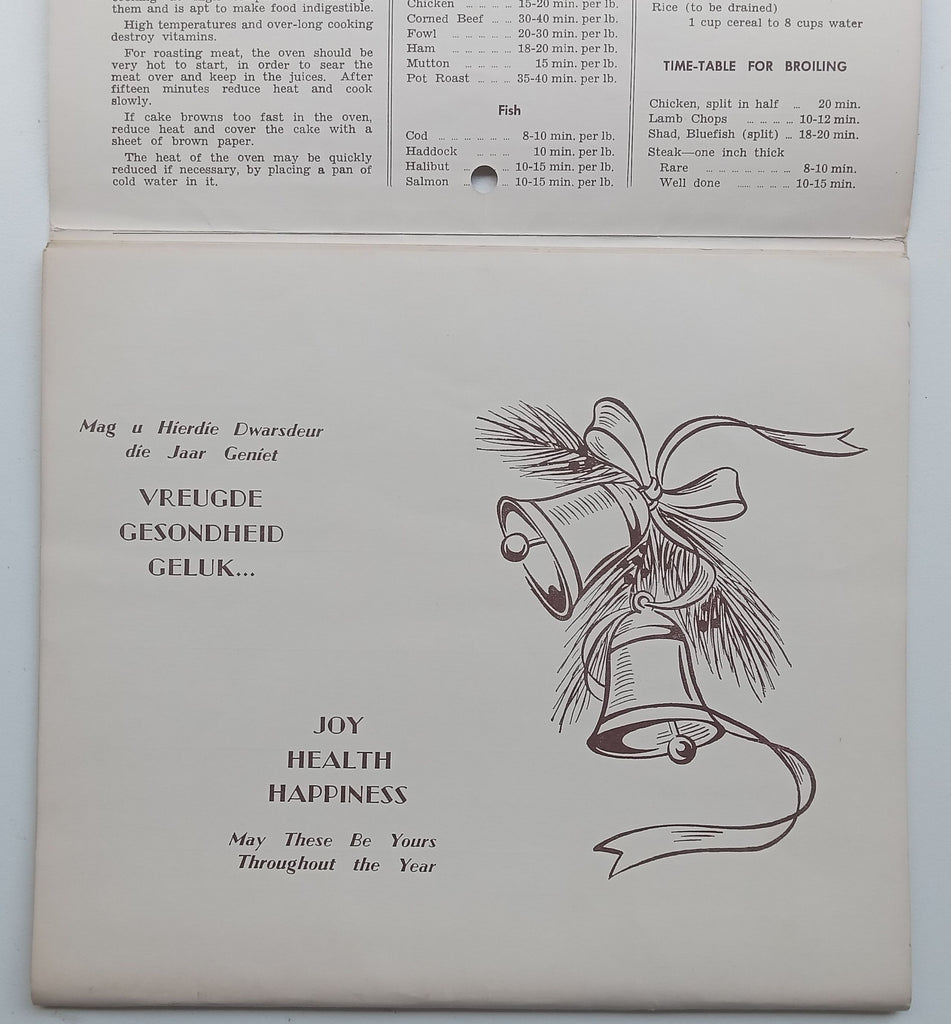 them and is apt to make food indigestible.
High temperatures and over-long cooking
destroy vitamins.
For roasting meat, the oven should be
very hot to start, in order to sear the
meat over and keep in the juices. After
fifteen minutes reduce heat and cook
slowly.
If cake browns too fast in the oven,
reduce heat and cover the cake with a
sheet of brown paper.
The heat of the oven may be quickly
reduced if necessary, by placing a pan of
cold water in it.
Chicken ... ... ... 15-20 min. per lb.
Corned Beef ... ... 30-40 min. per lb.
Fowl ... ... ... ... 20-30 min. per lb.
Ham ... ... ... ... 18-20 min. per lb.
Mutton ... ... ... 15 min. per lb.
Pot Roast ... ... ... 35-40 min. per lb.
Fish
Cod ... ... ... ... ... 8-10 min. per lb.
Haddock ... ... ... 10 min. per lb.
Halibut ... ... 10-15 min. per lb.
Salmon ... ... 10-15 min. per lb.
Rice (to be drained)
1 cup cereal to 8 cups water
TIME-TABLE FOR BROILING
Chicken, split in half ... 20 min.
Lamb Chops ... ... ... ... 10-12 min.
Shad, Bluefish (split) ... 18-20 min.
Steak—one inch thick
Rare ... ... ... ... ... ... 8-10 min.
Well done ... ... ... ... 10-15 min.
Mag u Hierdie Dwarsdeur
die Jaar Geniet
VREUGDE
GESONDHEID
GELUK...
JOY
HEALTH
HAPPINESS
May These Be Yours
Throughout the Year